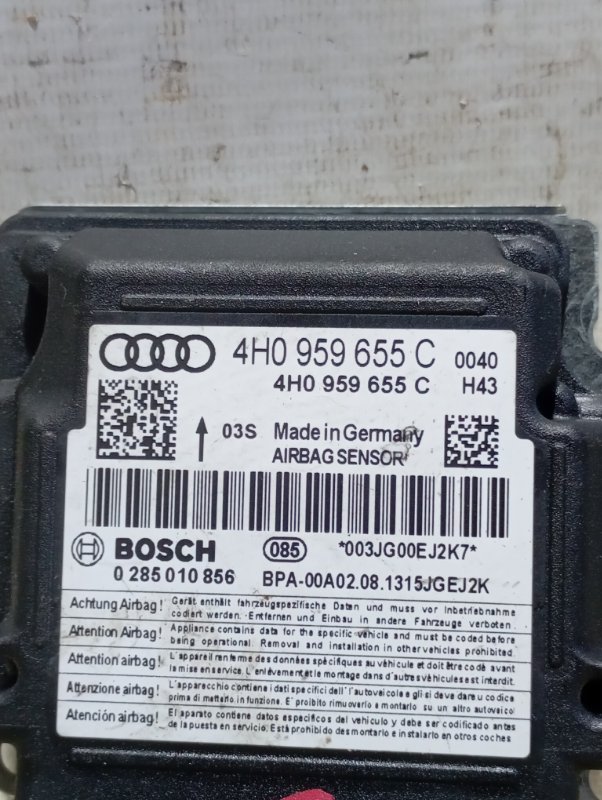 4H0 959 655 C 0040
4H0 959 655 C H43
03S Made in Germany
AIRBAG SENSOR
BOSCH 085 *003JG00EJ2K7*
0 285 010 856 BPA-00A02.08.1315JGEJ2K
Achtung Airbag! Gerät enthält fahrzeugspezifische Daten und muss vor Inbetriebnahme
codiert werden. Entfernen und Einbau in andere Fahrzeuge verboten.
Attention Airbag! Appliance contains data for the specific vehicle and must be coded before
being operational. Removal and installation in other vehicles prohibited.
Attention airbag! L'appareil renferme des données spécifiques au véhicule et doit être codé avant
la mise en service. L'enlèvement et le montage dans d'autres véhicules est interdit.
Attenzione airbag! L'apparecchio contiene i dati specifici dell'l'autoveicolo e gli si deve dare u codice
prima di metterlo in funzione. E' proibito rimuoverlo a montarlo su un altro autoveicol
Atención airbag! El aparato contiene datos especificos del vehículo y debe ser codificado antes
de la puesta en servicio. Está prohibido desmontarlo e instalarlo en otros coches